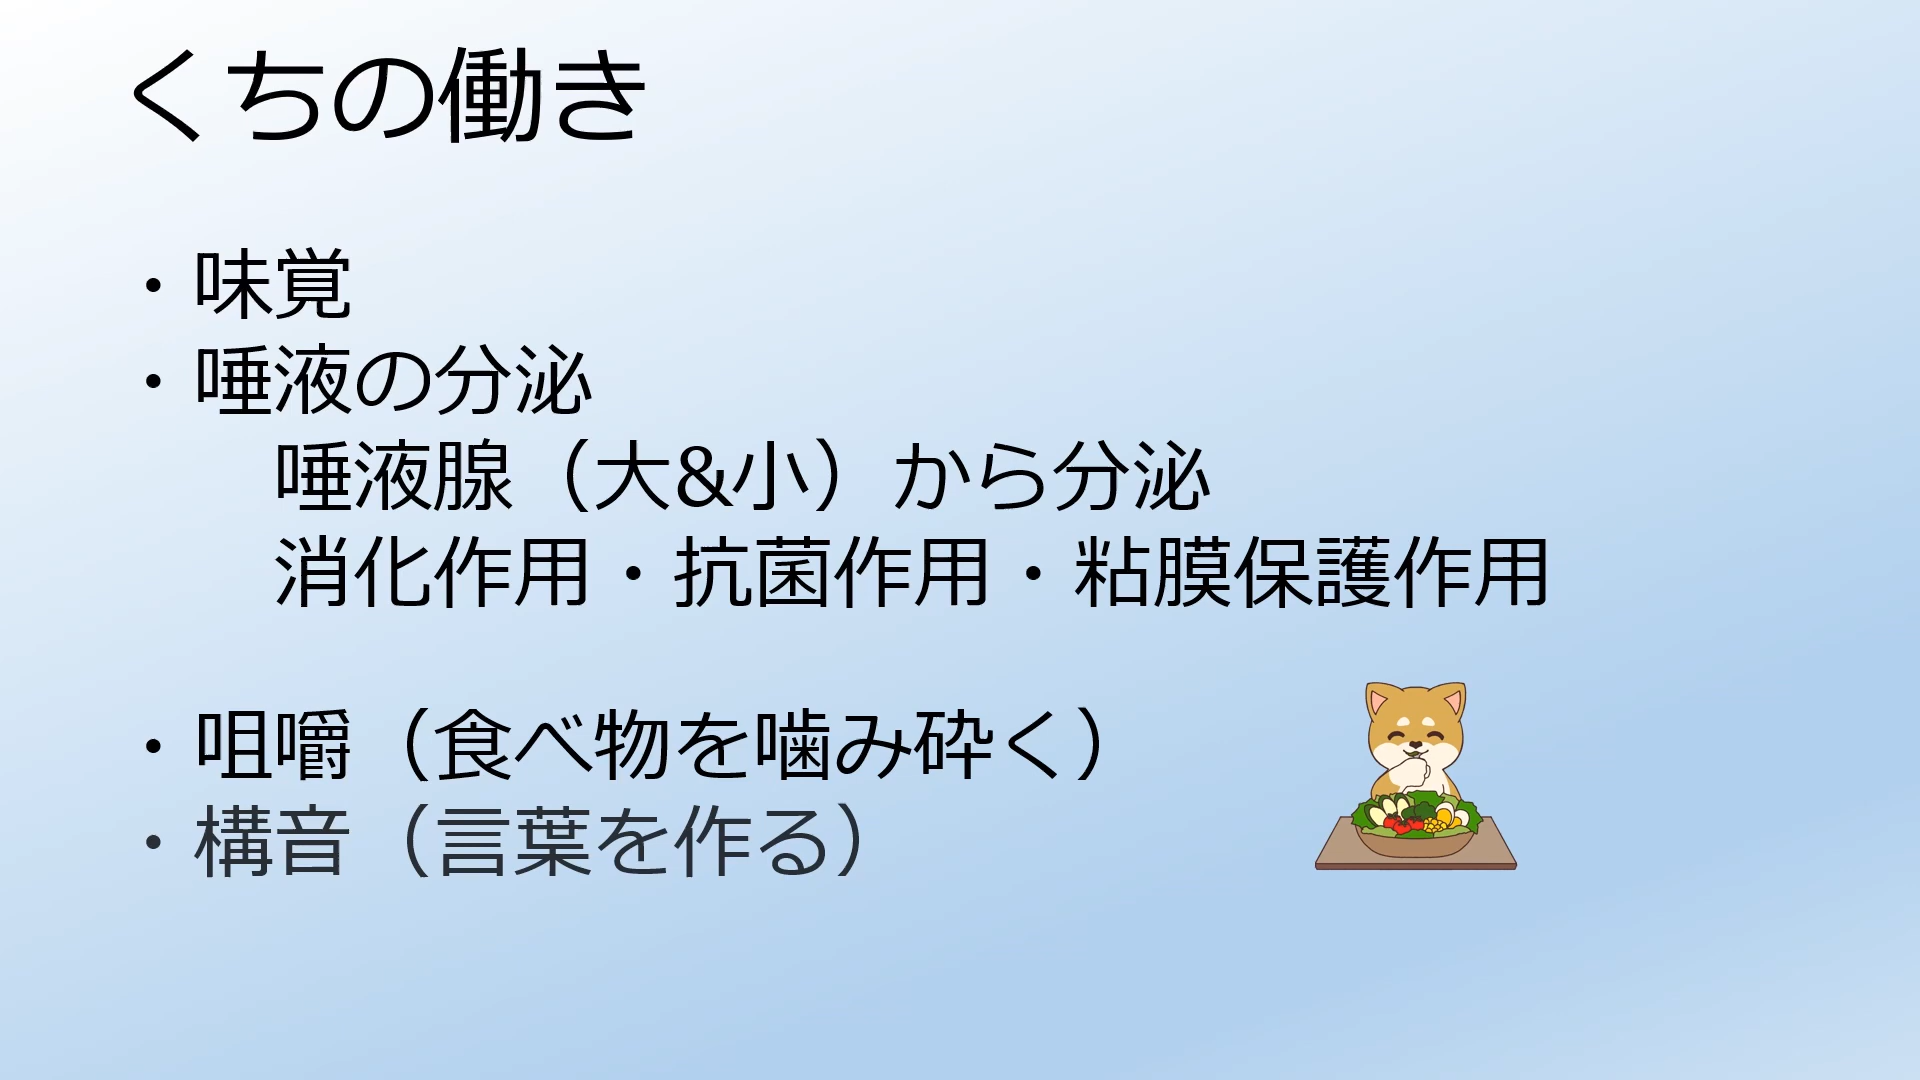 くちの働き
・味覚
・唾液の分泌
唾液腺（大&小）から分泌
消化作用・抗菌作用・粘膜保護作用
・咀嚼（食べ物を噛み砕く）
・構音（言葉を作る）